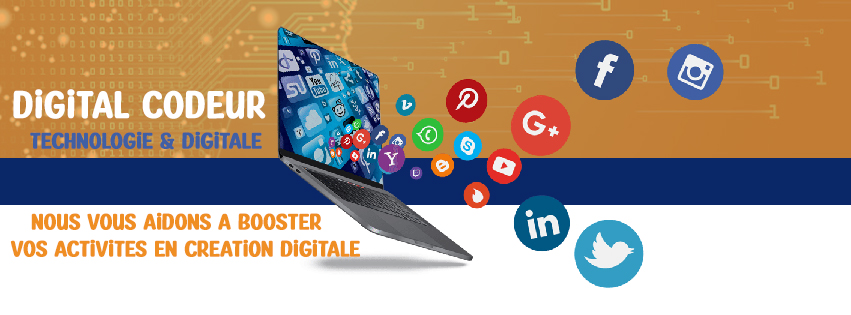 DiGiTAL CODEUR
TECHNOLOGIE & DiGiTALE
NOUS VOUS AiDONS A BOOSTER
VOS ACTiViTES EN CREATiON DiGiTALE